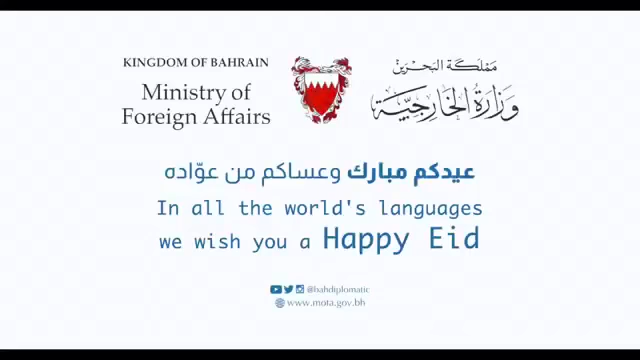 KINGDOM OF BAHRAIN
Ministry of
Foreign Affairs
مملكة البحرين
وزارة الخارجية
عيدكم مبارك وعساكم من عوّاده
In all the world's languages
we wish you a Happy Eid
@bahdiplomatic
www.mofa.gov.bh